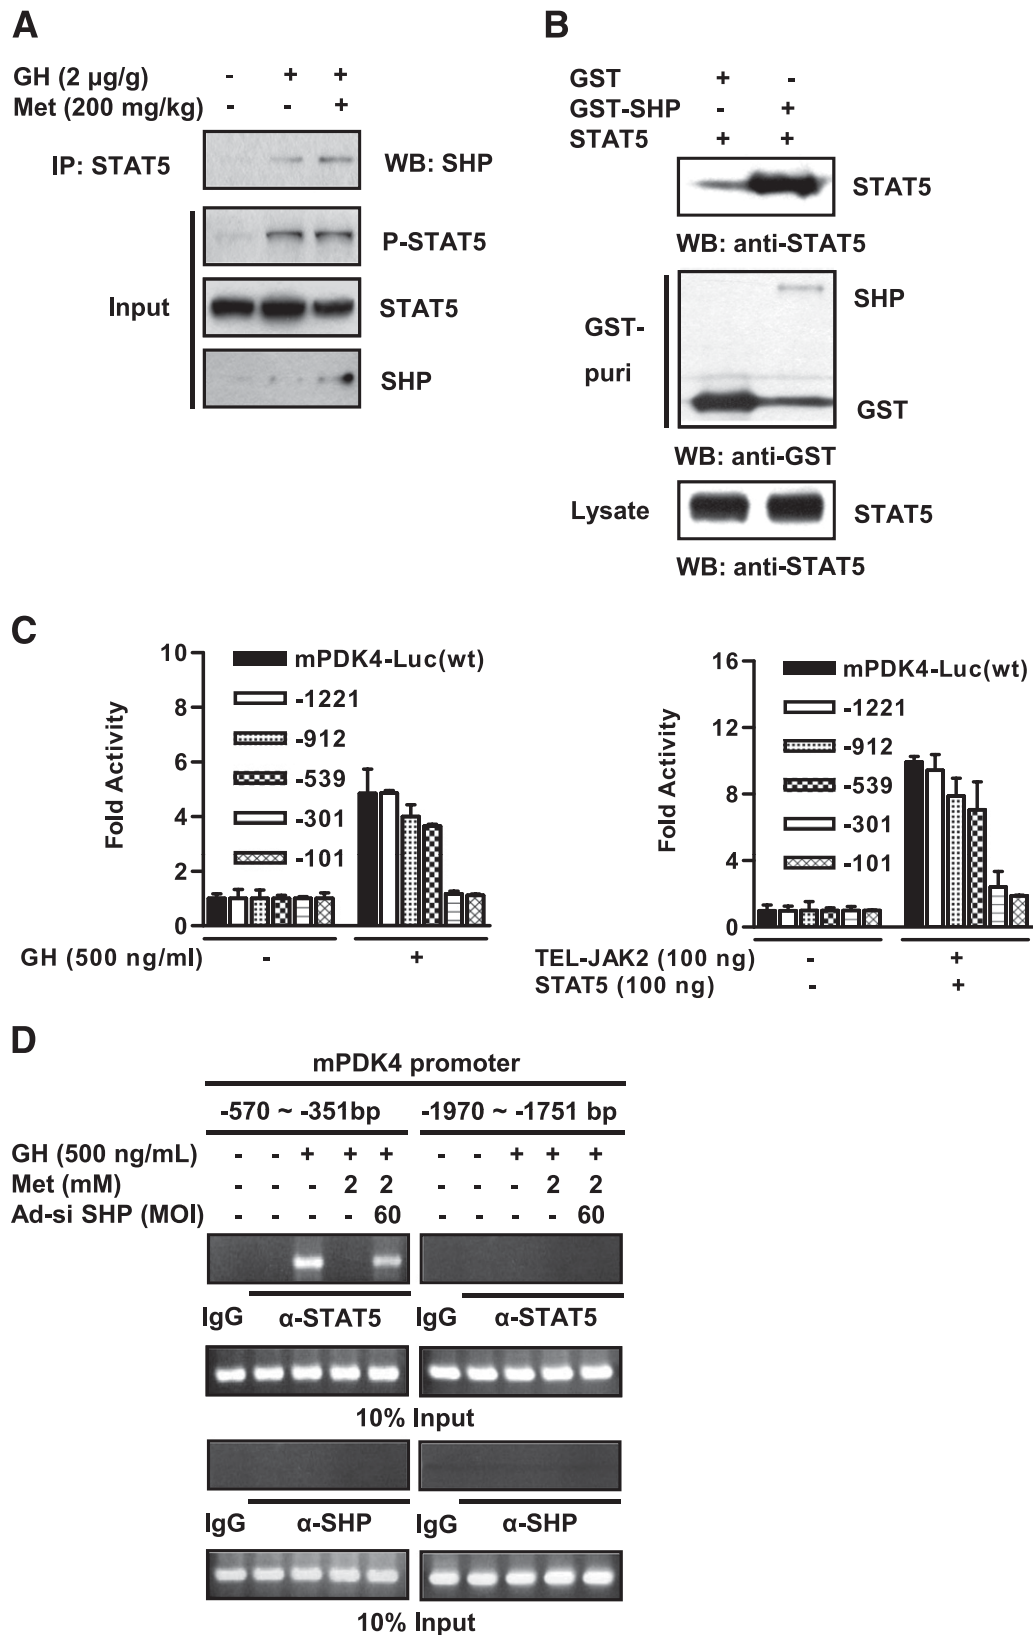 A
GH (2 µg/g) - + +
Met (200 mg/kg) - - +
IP: STAT5
WB: SHP
P-STAT5
Input
STAT5
SHP
B
GST + -
GST-SHP - +
STAT5 + +
STAT5
WB: anti-STAT5
SHP
GST-
puri
GST
WB: anti-GST
Lysate
STAT5
WB: anti-STAT5
C
Fold Activity
10
8
6
4
2
0
mPDK4-Luc(wt)
-1221
-912
-539
-301
-101
GH (500 ng/ml) - +
Fold Activity
16
12
8
4
0
mPDK4-Luc(wt)
-1221
-912
-539
-301
-101
TEL-JAK2 (100 ng) - +
STAT5 (100 ng) - +
D
mPDK4 promoter
-570 ~ -351bp -1970 ~ -1751 bp
GH (500 ng/mL) - - + + + - - + + +
Met (mM) - - - 2 2 - - - 2 2
Ad-si SHP (MOI) - - - - 60 - - - - 60
IgG α-STAT5 IgG α-STAT5
10% Input
IgG α-SHP IgG α-SHP
10% Input